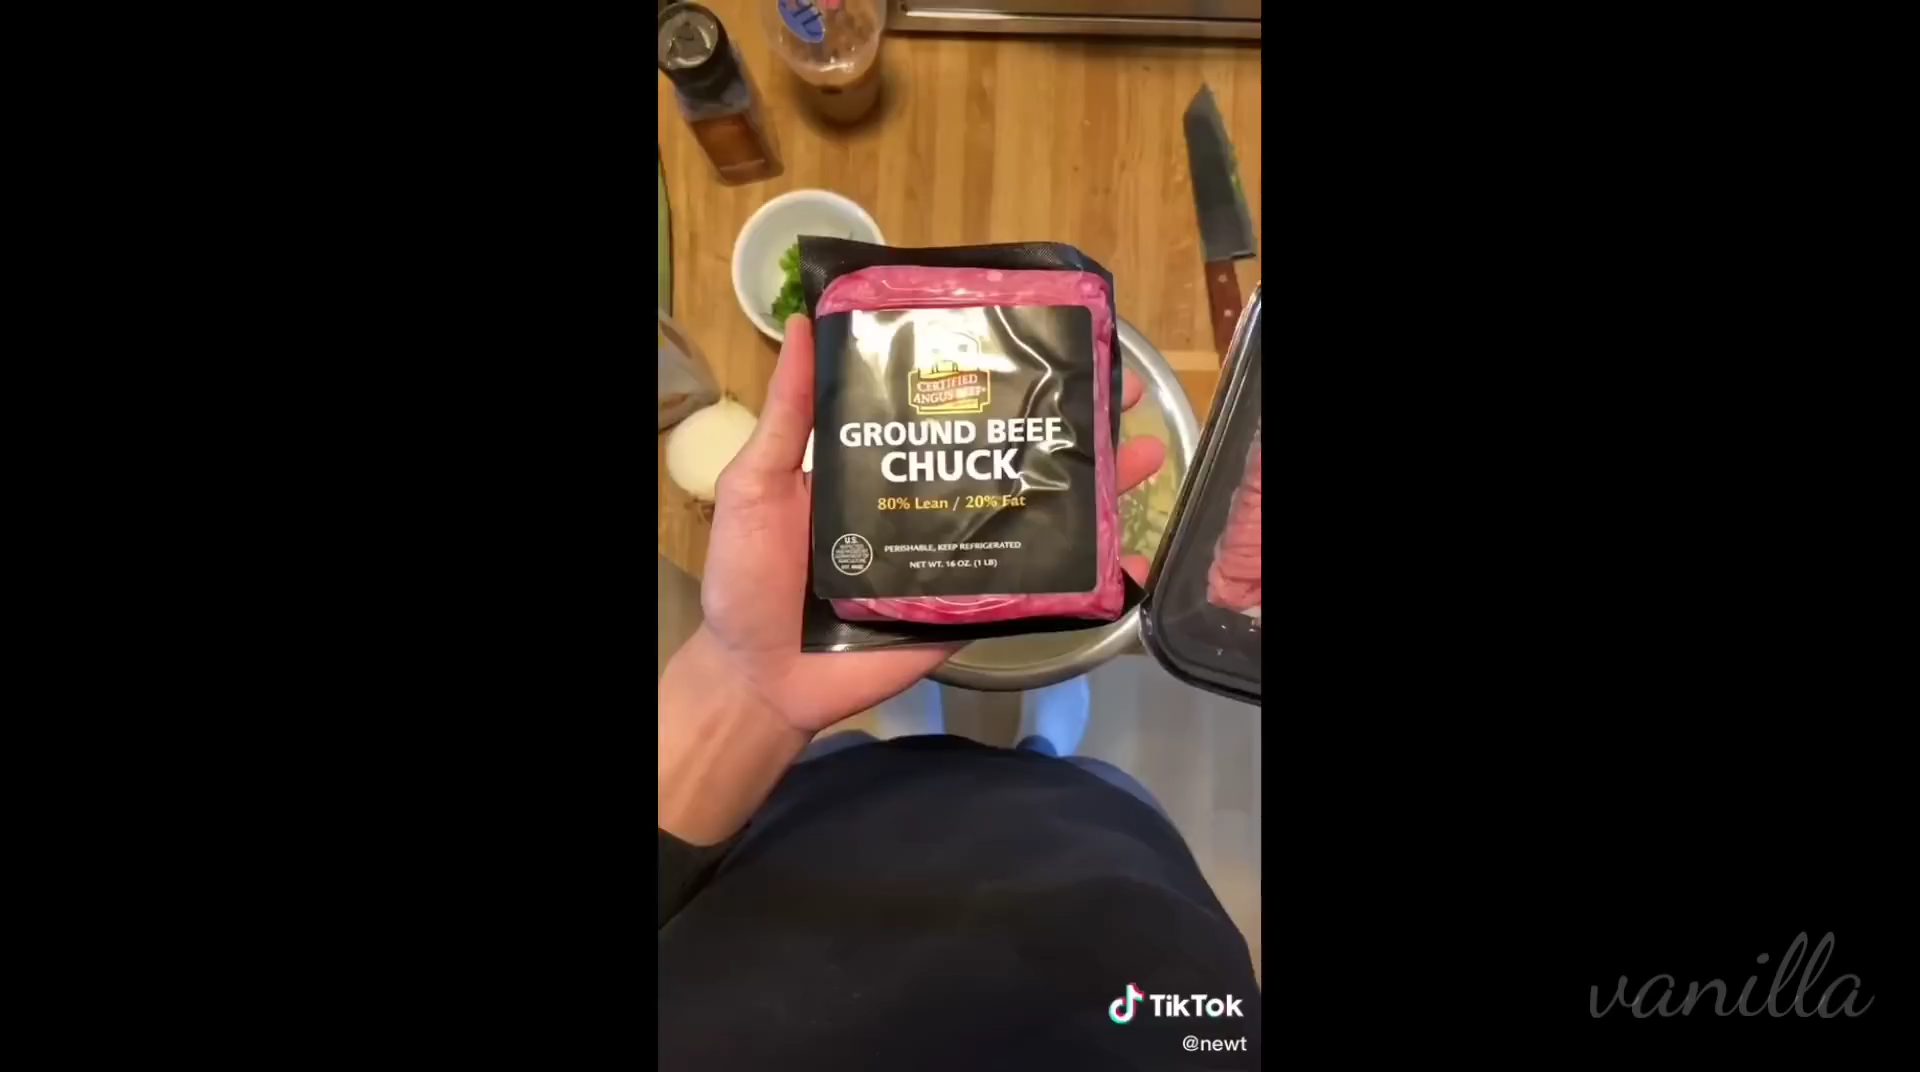 CERTIFIED
ANGUS BEEF
GROUND BEEF
CHUCK
80% Lean / 20% Fat
U.S.
PERISHABLE, KEEP REFRIGERATED
NET WT. 16 OZ. (1 LB)
TikTok
@newt
vanilla